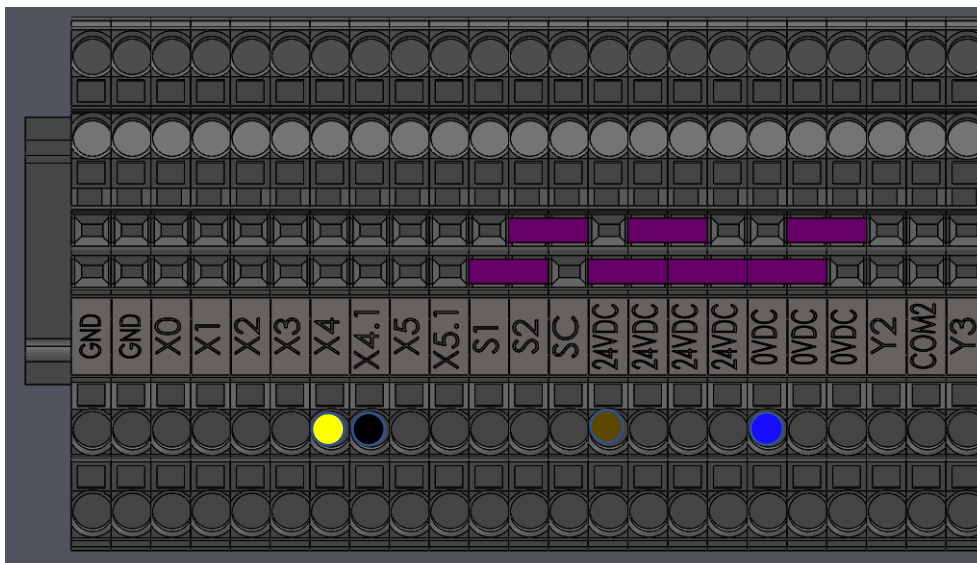 GND GND X0 X1 X2 X3 X4 X4.1 X5 X5.1 S1 S2 SC 24VDC 24VDC 24VDC 24VDC 0VDC 0VDC 0VDC Y2 COM2 Y3